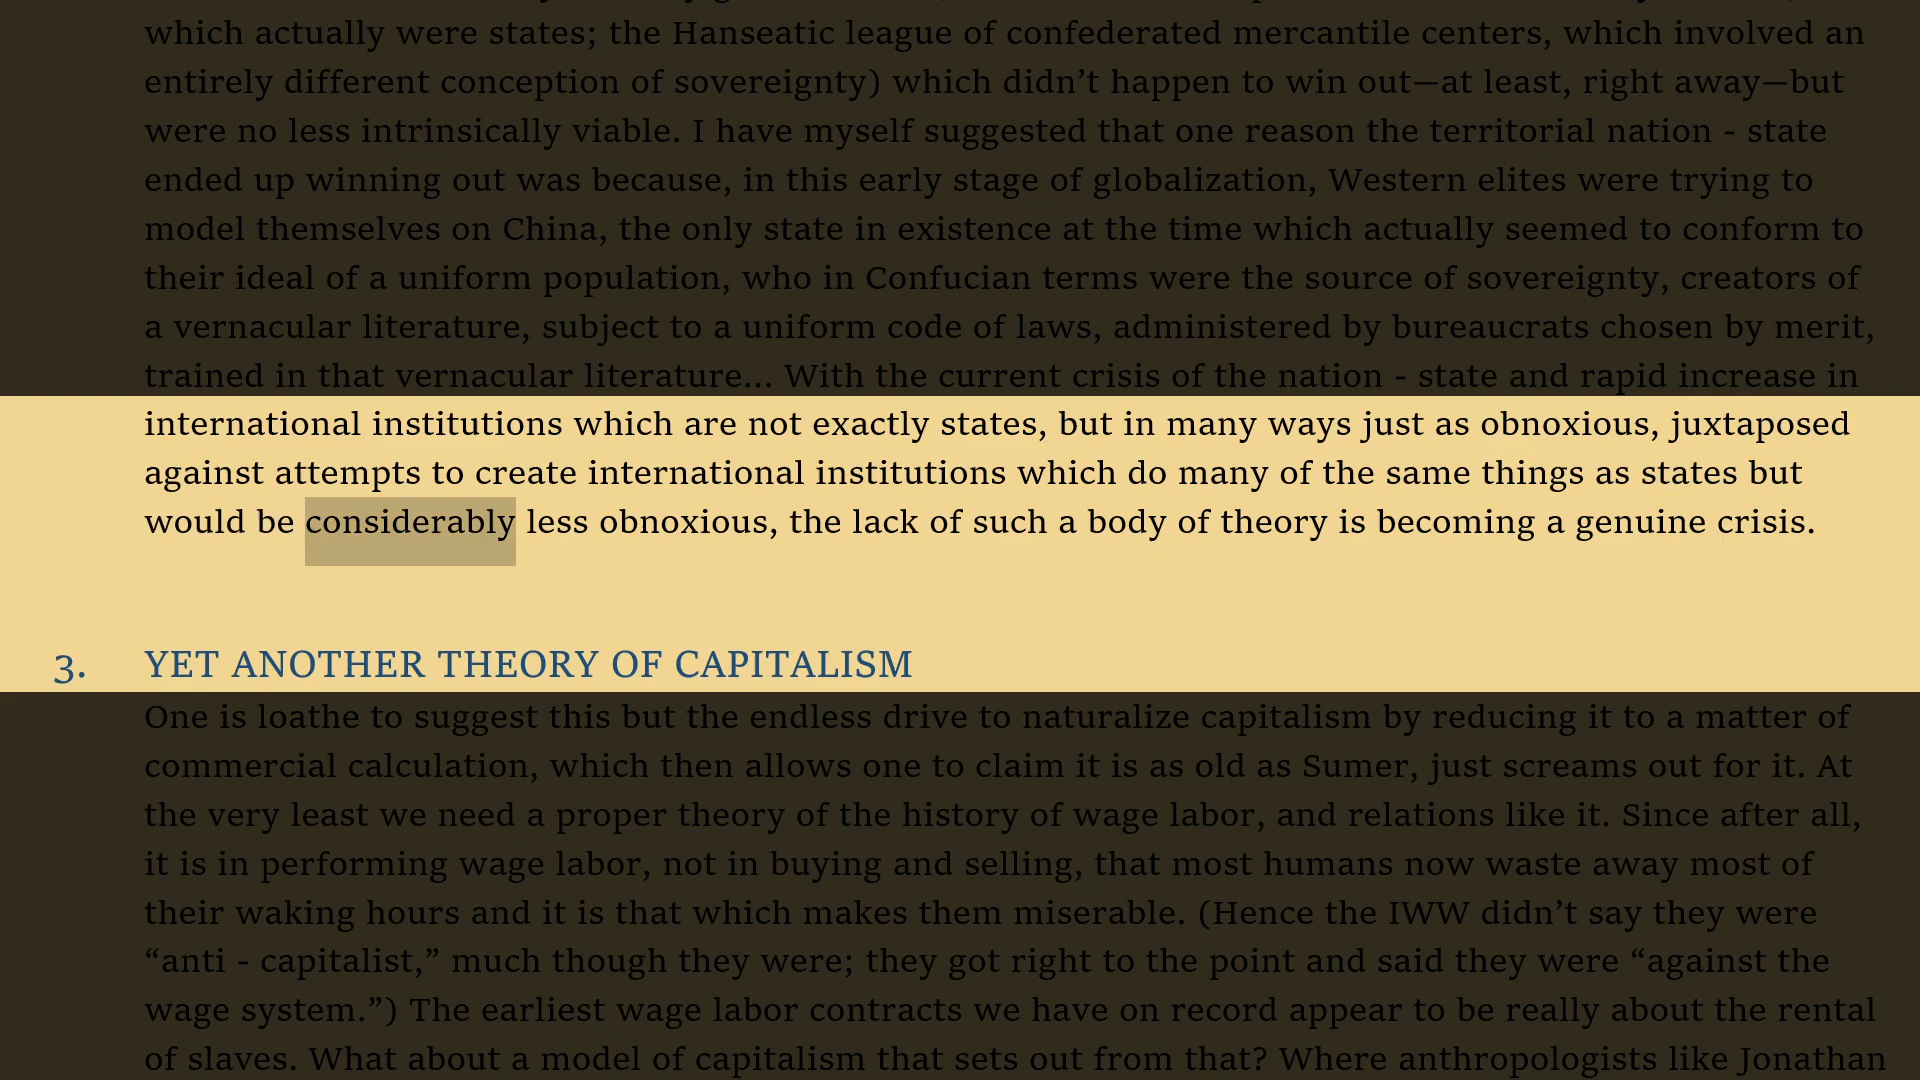 which actually were states; the Hanseatic league of confederated mercantile centers, which involved an
entirely different conception of sovereignty) which didn’t happen to win out—at least, right away—but
were no less intrinsically viable. I have myself suggested that one reason the territorial nation - state
ended up winning out was because, in this early stage of globalization, Western elites were trying to
model themselves on China, the only state in existence at the time which actually seemed to conform to
their ideal of a uniform population, who in Confucian terms were the source of sovereignty, creators of
a vernacular literature, subject to a uniform code of laws, administered by bureaucrats chosen by merit,
trained in that vernacular literature... With the current crisis of the nation - state and rapid increase in
international institutions which are not exactly states, but in many ways just as obnoxious, juxtaposed
against attempts to create international institutions which do many of the same things as states but
would be considerably less obnoxious, the lack of such a body of theory is becoming a genuine crisis.
3. YET ANOTHER THEORY OF CAPITALISM
One is loathe to suggest this but the endless drive to naturalize capitalism by reducing it to a matter of
commercial calculation, which then allows one to claim it is as old as Sumer, just screams out for it. At
the very least we need a proper theory of the history of wage labor, and relations like it. Since after all,
it is in performing wage labor, not in buying and selling, that most humans now waste away most of
their waking hours and it is that which makes them miserable. (Hence the IWW didn’t say they were
“anti - capitalist,” much though they were; they got right to the point and said they were “against the
wage system.”) The earliest wage labor contracts we have on record appear to be really about the rental
of slaves. What about a model of capitalism that sets out from that? Where anthropologists like Jonathan